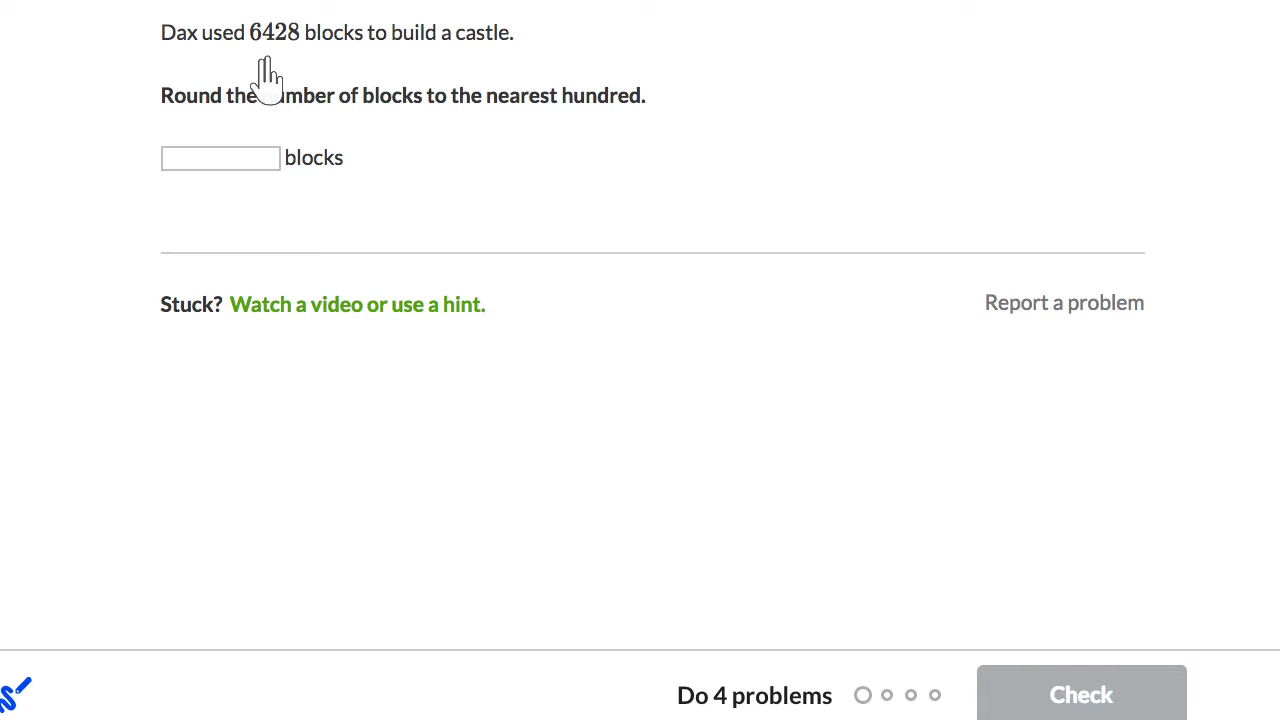 Dax used 6428 blocks to build a castle.
Round the number of blocks to the nearest hundred.
blocks
Stuck? Watch a video or use a hint.
Report a problem
Do 4 problems
Check